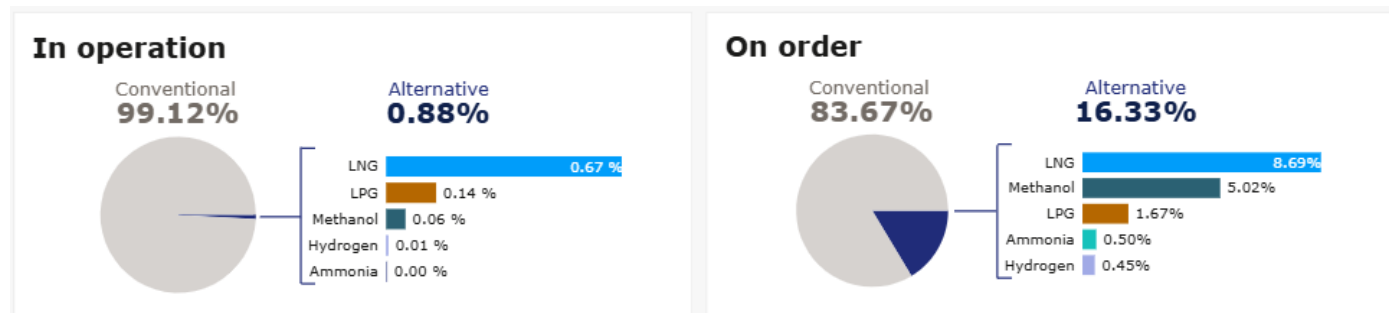 In operation
Conventional
99.12%
Alternative
0.88%
LNG 0.67 %
LPG 0.14 %
Methanol 0.06 %
Hydrogen 0.01 %
Ammonia 0.00 %
On order
Conventional
83.67%
Alternative
16.33%
LNG 8.69%
Methanol 5.02%
LPG 1.67%
Ammonia 0.50%
Hydrogen 0.45%